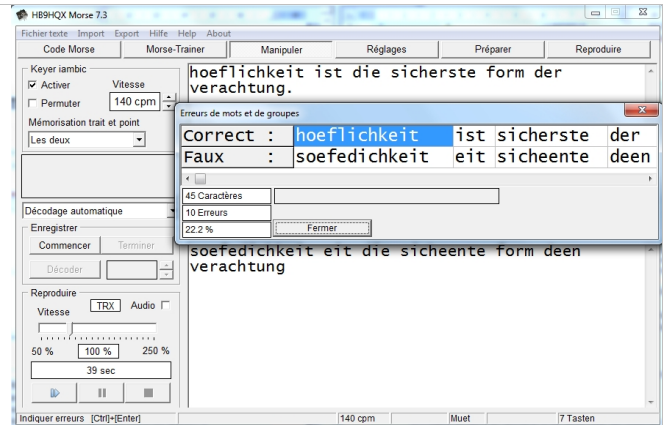 HB9HQX Morse 7.3
Fichier texte Import Export Hilfe Help About
Code Morse Morse-Trainer Manipuler Réglages Préparer Reproduire
Keyer iambic
Activer Vitesse
Permuter 140 cpm
Mémorisation trait et point
Les deux
hoeflichkeit ist die sicherste form der
verachtung.
Erreurs de mots et de groupes
Correct : hoeflichkeit ist sicherste der
Faux : soefedichkeit eit sicheente deen
45 Caractères
10 Erreurs
22.2 % Fermer
Décodage automatique
Enregistrer
Commencer Terminer
Décoder
soefedichkeit eit die sicheente form deen
verachtung
Reproduire
Vitesse TRX Audio
50 % 100 % 250 %
39 sec
Indiquer erreurs [Ctrl]+[Enter] 140 cpm Muet 7 Tasten